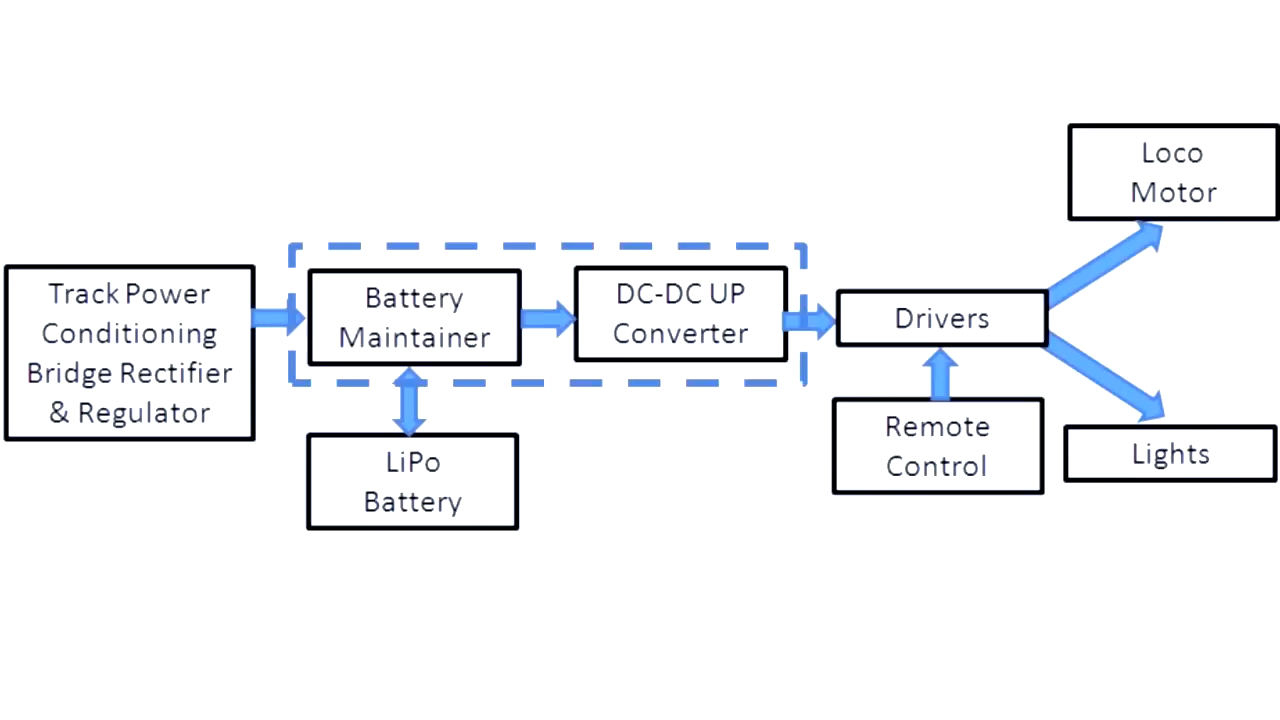 Loco
Motor
Track Power
Conditioning
Bridge Rectifier
& Regulator
Battery
Maintainer
DC-DC UP
Converter
Drivers
LiPo
Battery
Remote
Control
Lights